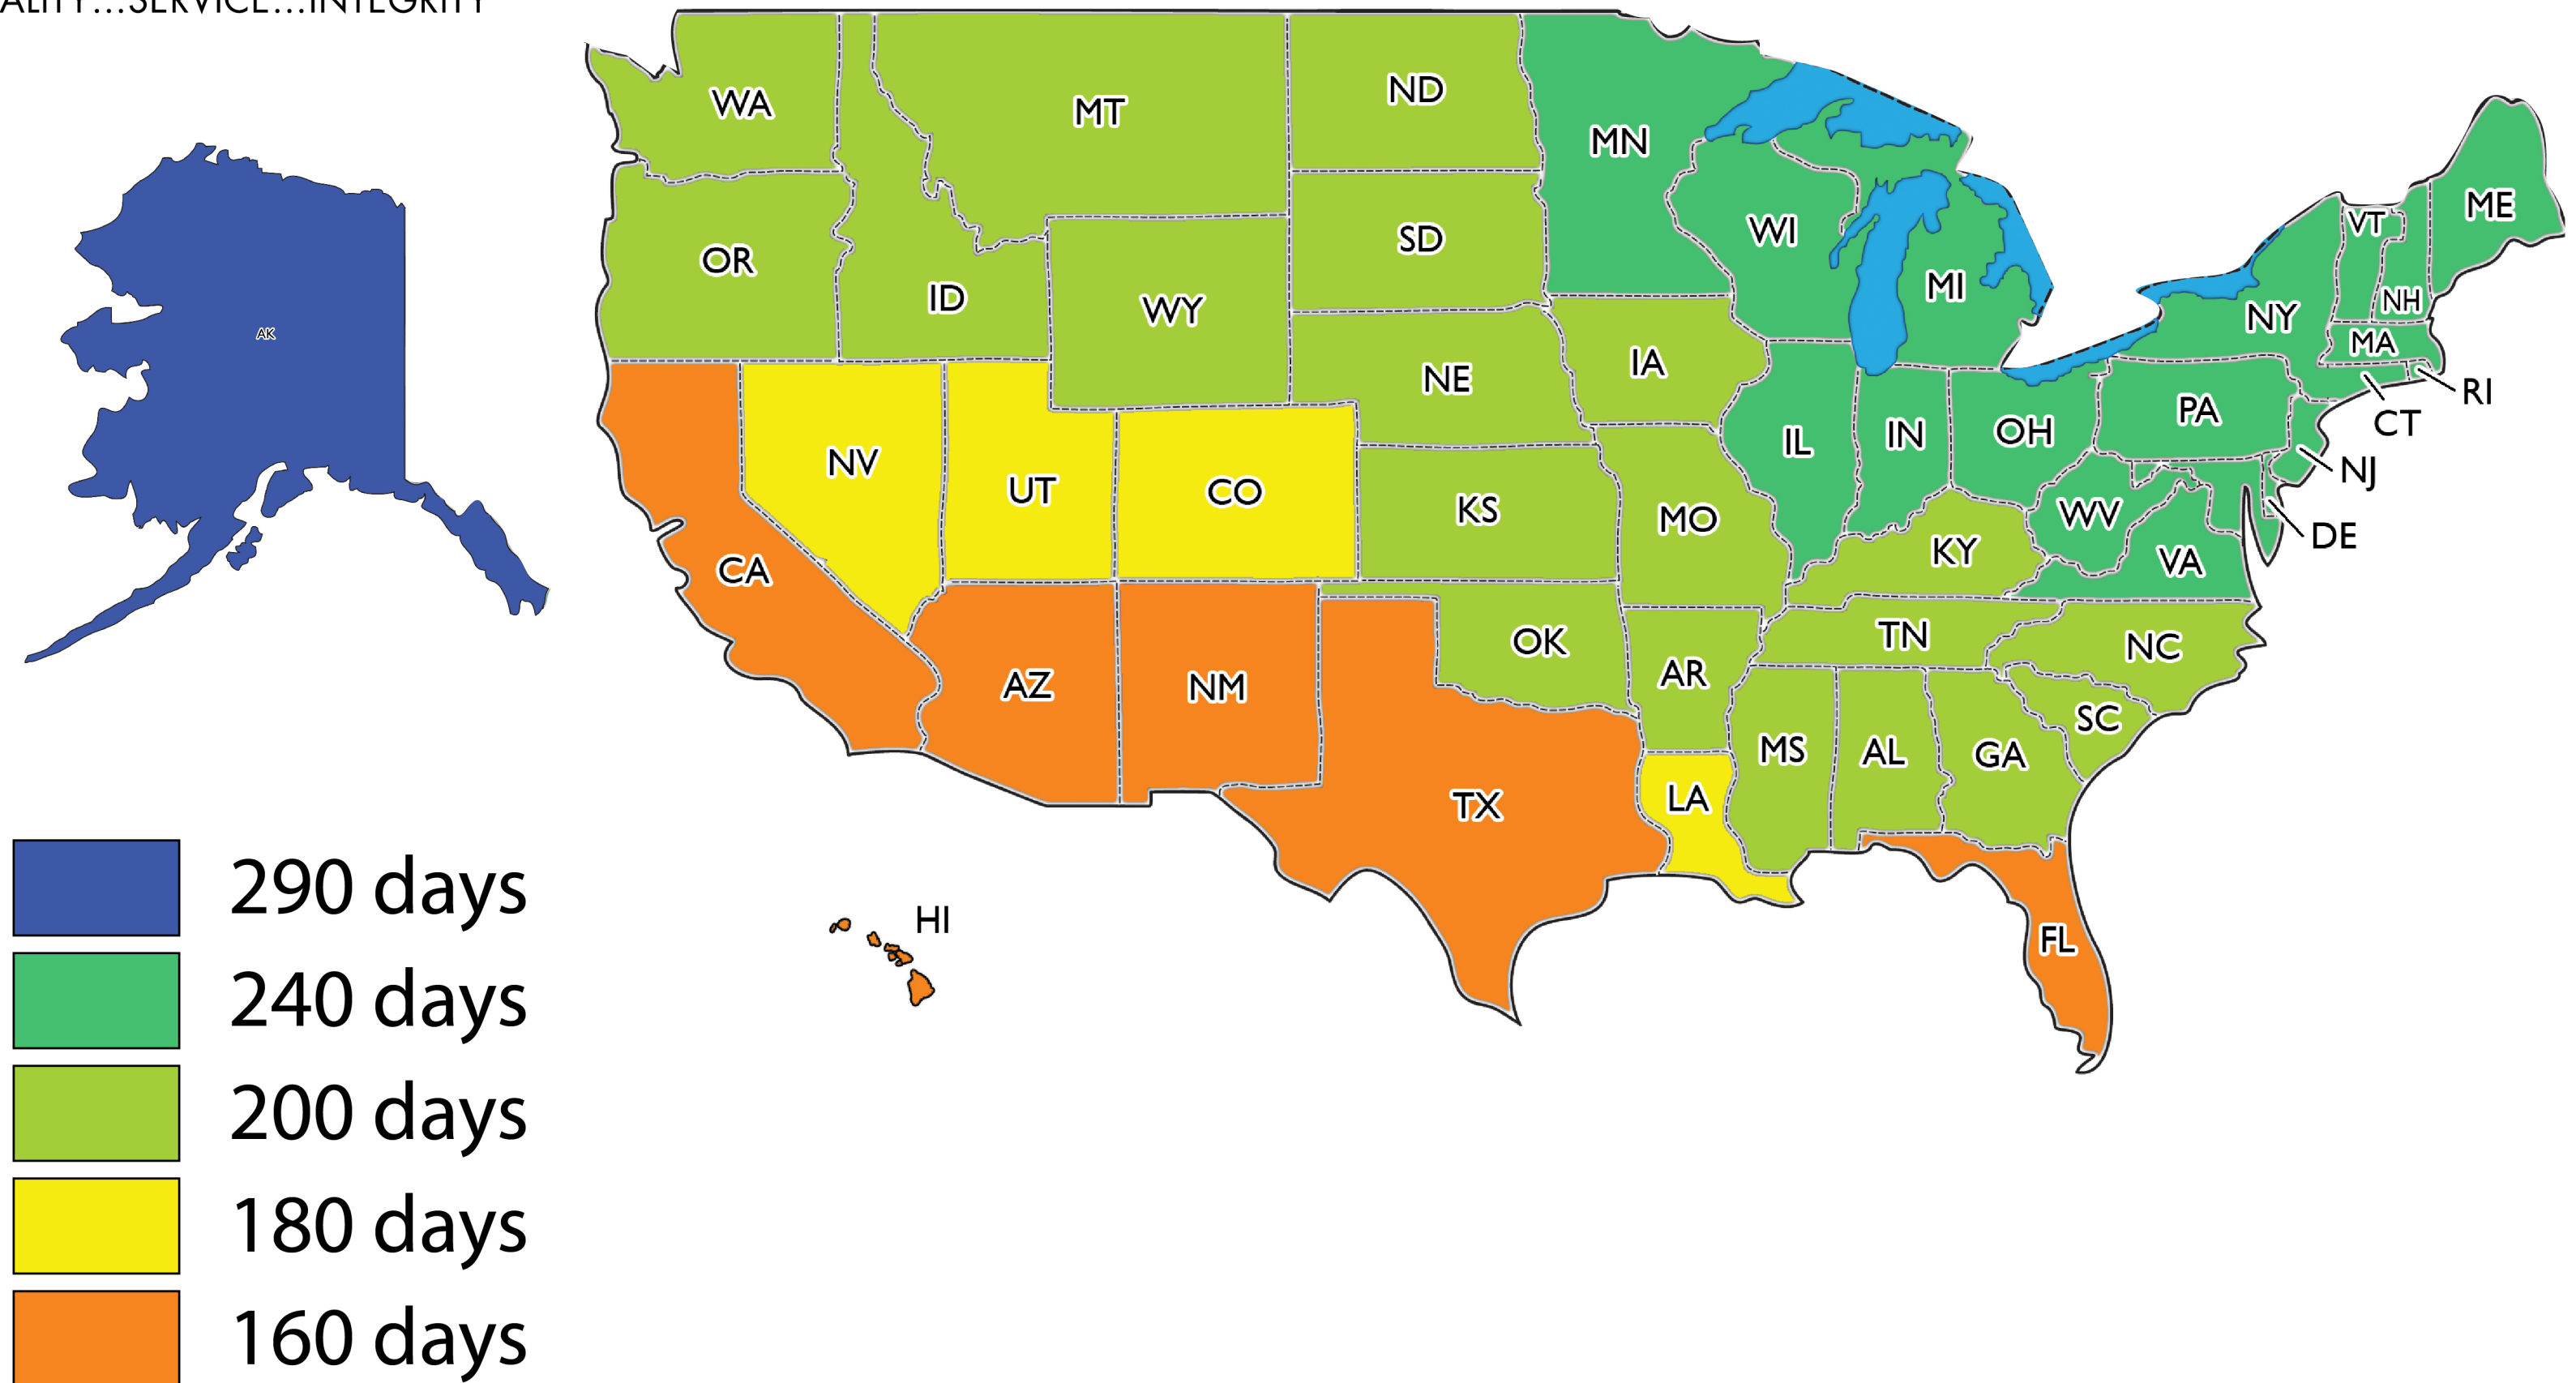 ALITY...SERVICE...INTEGRITY
WA
MT
ND
MN
ME
VT
WI
SD
OR
ID
MI
NH
WY
NY
AK
MA
IA
NE
RI
PA
CT
OH
IN
IL
NV
NJ
UT
CO
KS
WV
MO
DE
KY
VA
CA
TN
OK
NC
AR
AZ
NM
SC
MS
AL
GA
LA
TX
290 days
HI
FL
240 days
200 days
180 days
160 days